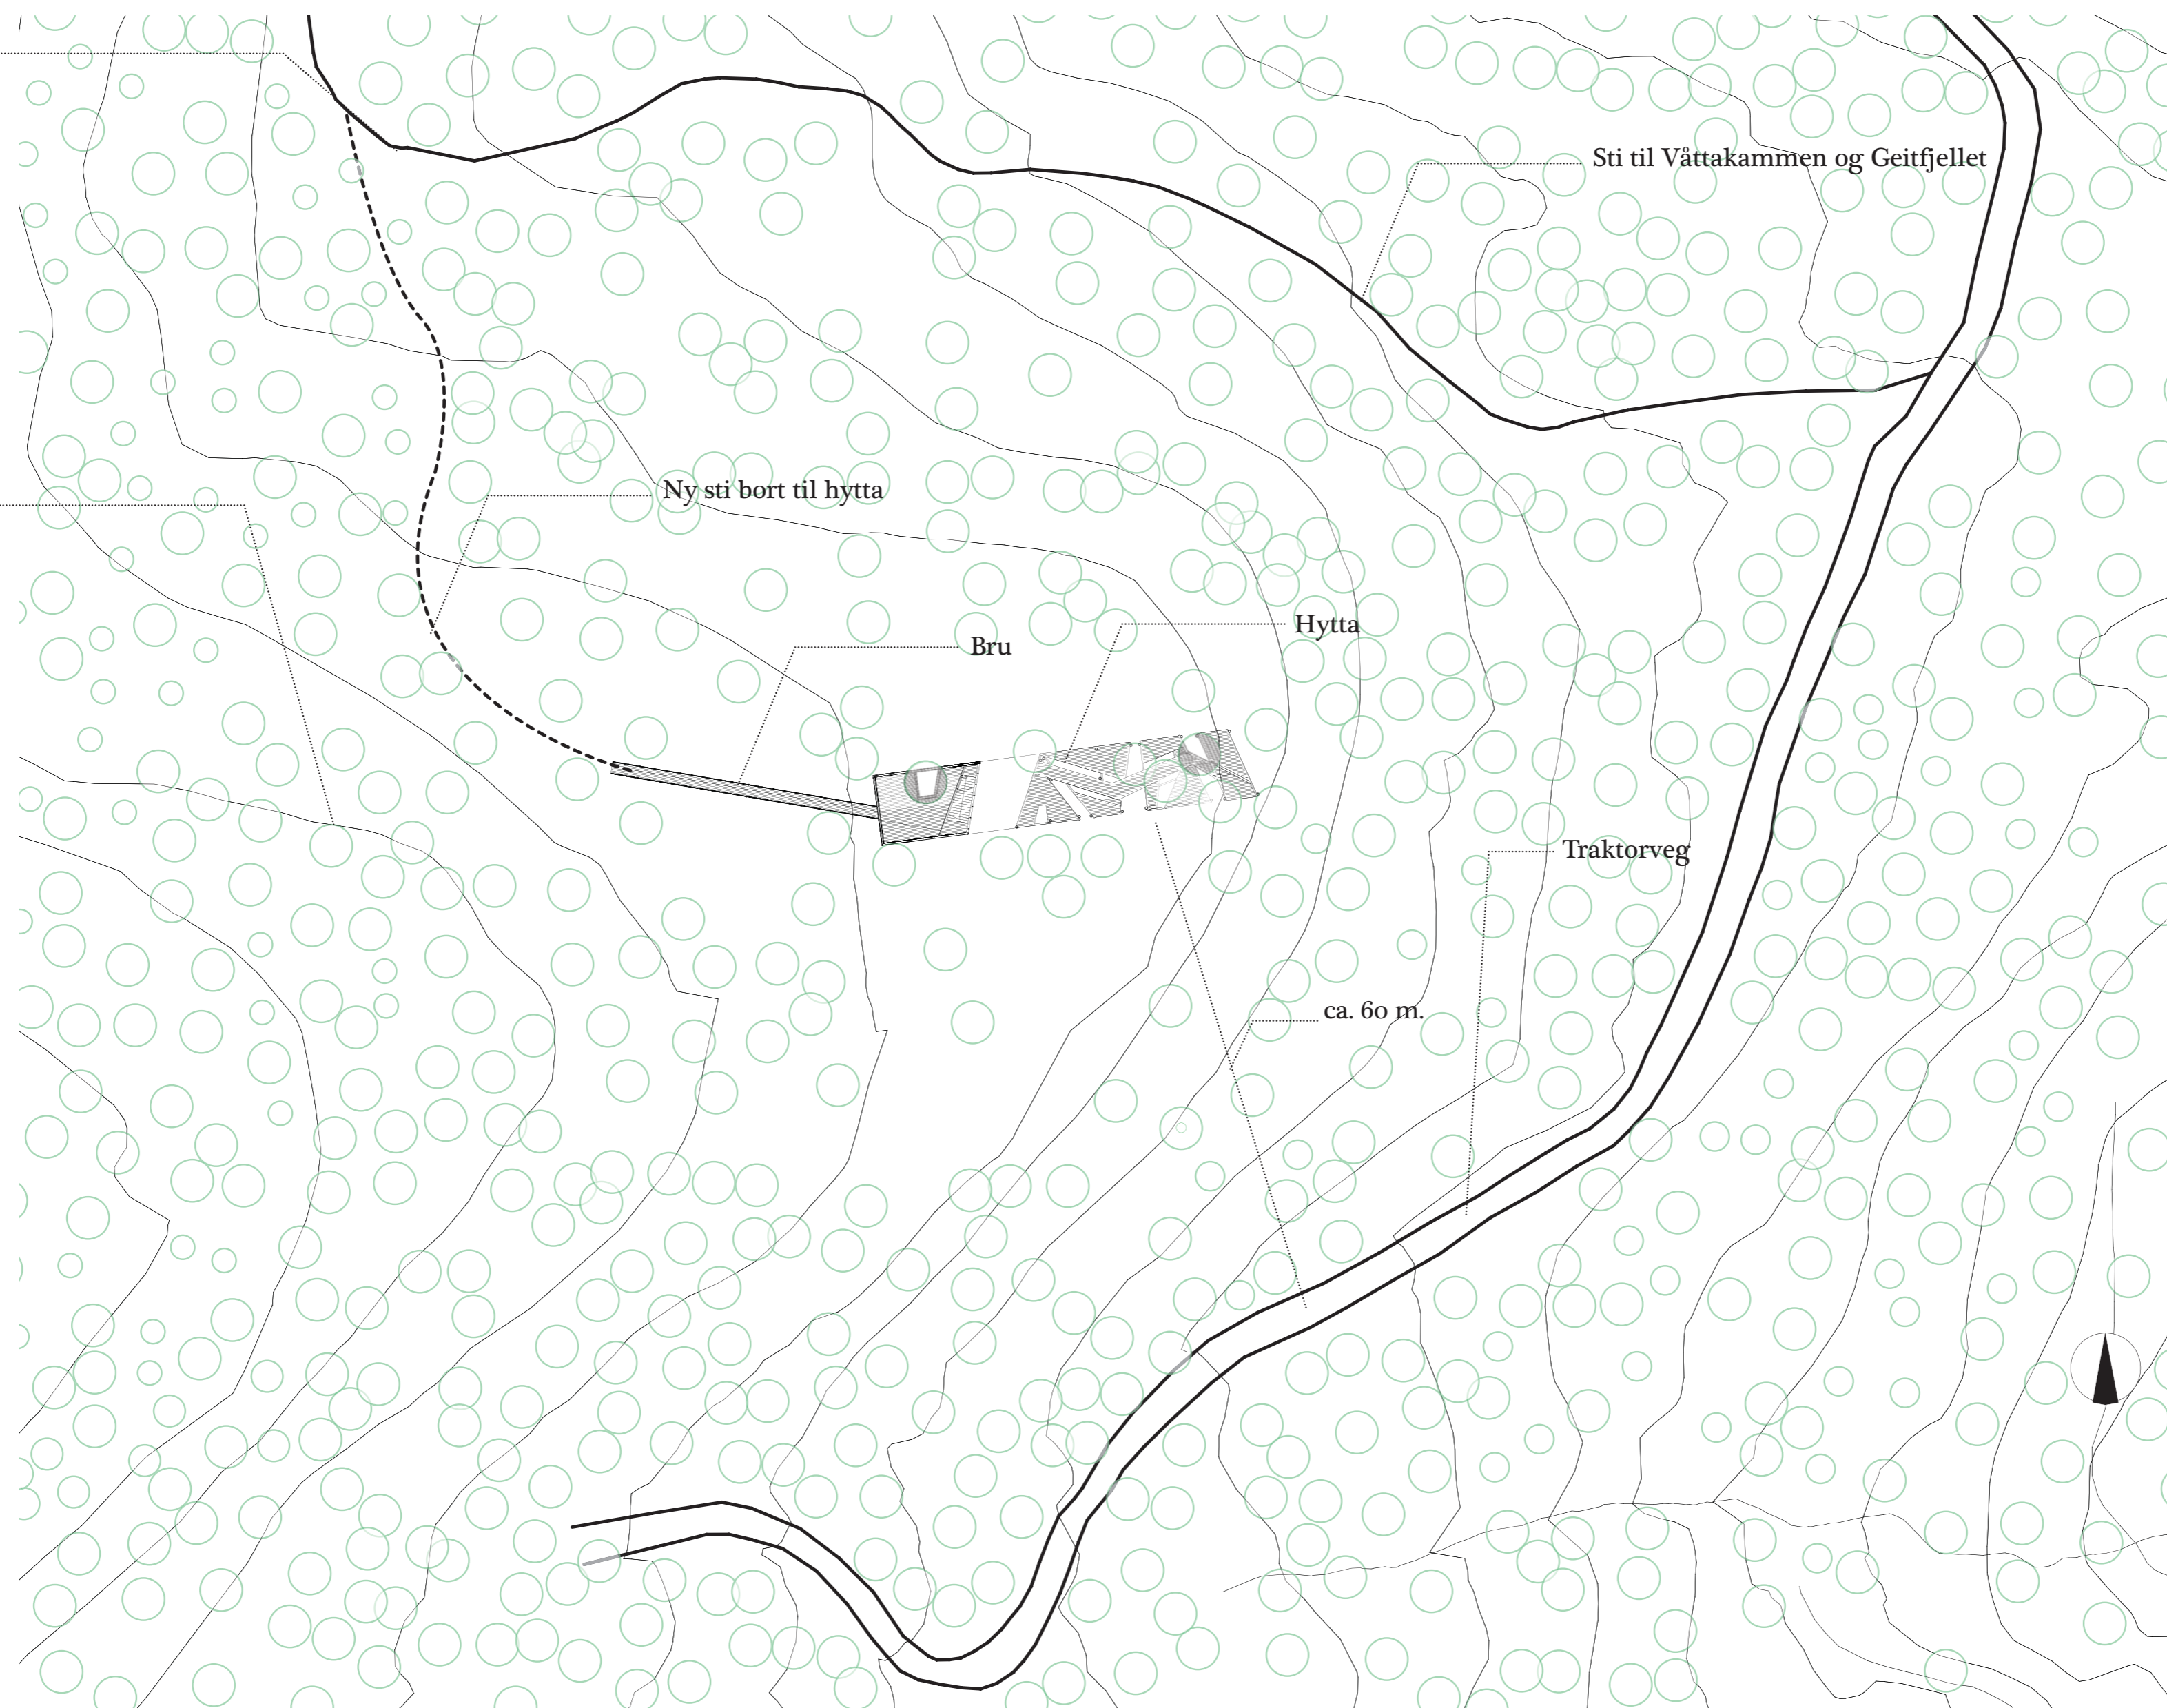 Sti til Våttakammen og Geitfjellet
Ny sti bort til hytta
Hytta
Bru
Traktorveg
ca. 60 m.